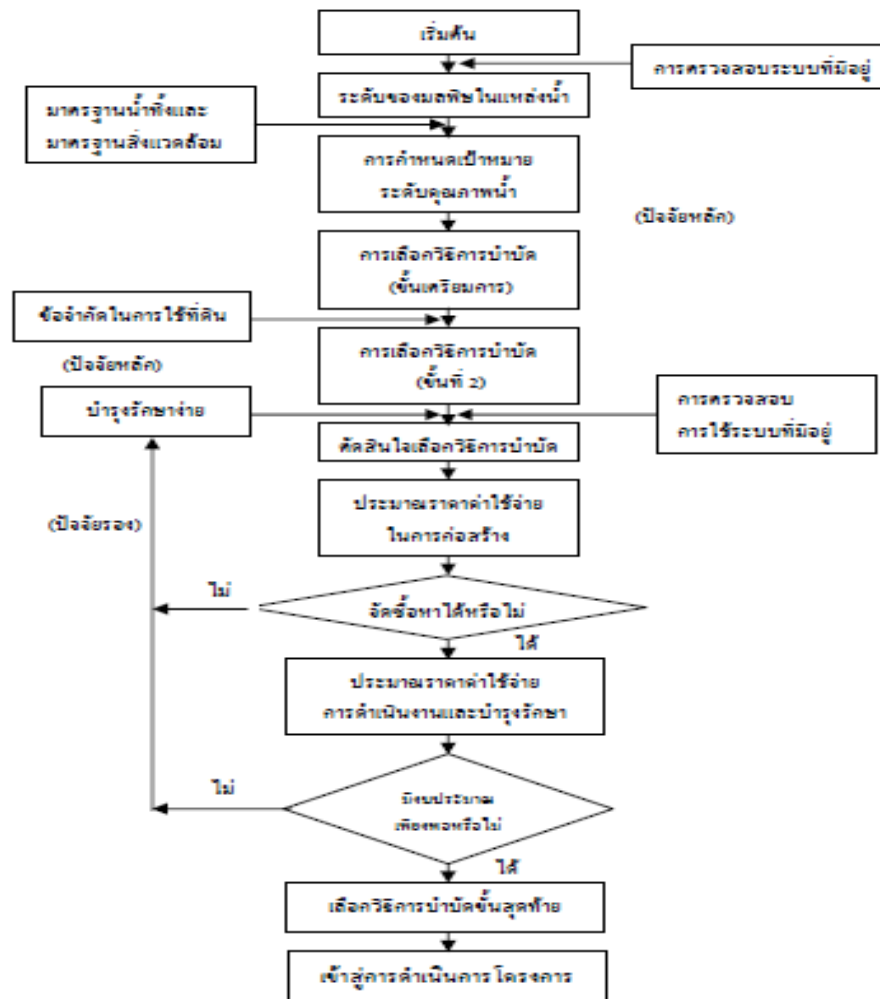 เริ่มต้น
การตรวจสอบระบบที่มีอยู่
ระดับของมลพิษในแหล่งน้ำ
มาตรฐานน้ำทิ้งและ
มาตรฐานสิ่งแวดล้อม
การกำหนดเป้าหมาย
ระดับคุณภาพน้ำ
(ปัจจัยหลัก)
การเลือกวิธีการบำบัด
(ขั้นเตรียมการ)
ข้อจำกัดในการใช้ที่ดิน
(ปัจจัยหลัก)
การเลือกวิธีการบำบัด
(ขั้นที่ 2)
บำรุงรักษาง่าย
การตรวจสอบ
การใช้ระบบที่มีอยู่
ตัดสินใจเลือกวิธีการบำบัด
(ปัจจัยรอง)
ประมาณราคาค่าใช้จ่าย
ในการก่อสร้าง
ไม่
จัดซื้อหาได้หรือไม่
ได้
ประมาณราคาค่าใช้จ่าย
การดำเนินงานและบำรุงรักษา
ไม่
มีงบประมาณ
เพียงพอหรือไม่
ได้
เลือกวิธีการบำบัดขั้นสุดท้าย
เข้าสู่การดำเนินการโครงการ